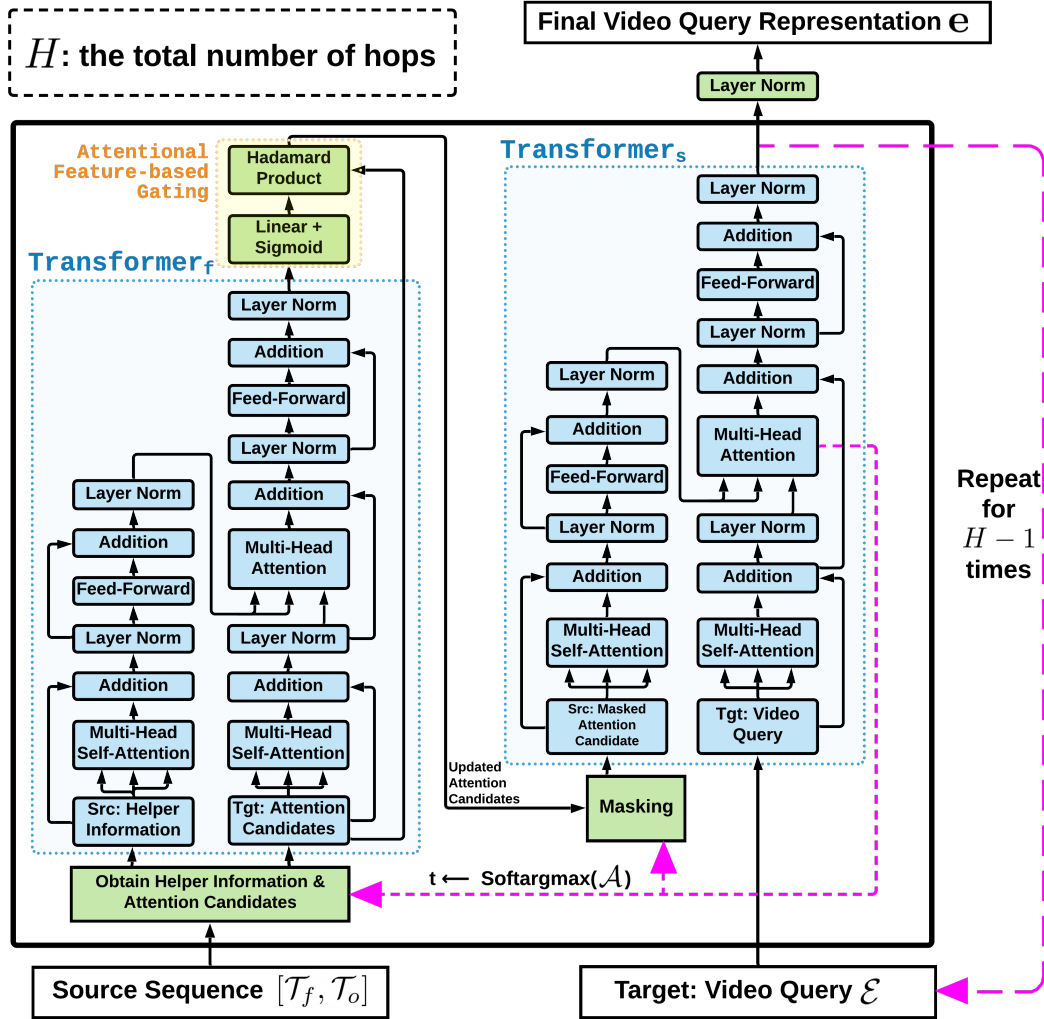 H: the total number of hops
Final Video Query Representation e
Layer Norm
Attentional
Feature-based
Gating
Hadamard
Product
Linear +
Sigmoid
Transformer_f
Layer Norm
Addition
Feed-Forward
Layer Norm
Addition
Multi-Head
Attention
Layer Norm
Addition
Multi-Head
Self-Attention
Tgt: Attention
Candidates
Layer Norm
Addition
Feed-Forward
Layer Norm
Addition
Multi-Head
Self-Attention
Src: Helper
Information
Obtain Helper Information &
Attention Candidates
Source Sequence [𝒯_f, 𝒯_o]
Transformer_s
Layer Norm
Addition
Feed-Forward
Layer Norm
Addition
Multi-Head
Attention
Layer Norm
Addition
Multi-Head
Self-Attention
Tgt: Video
Query
Layer Norm
Addition
Feed-Forward
Layer Norm
Addition
Multi-Head
Self-Attention
Src: Masked
Attention
Candidate
Updated
Attention
Candidates
Masking
t ⟵ Softargmax(𝒜)
Target: Video Query ℰ
Repeat
for
H − 1
times